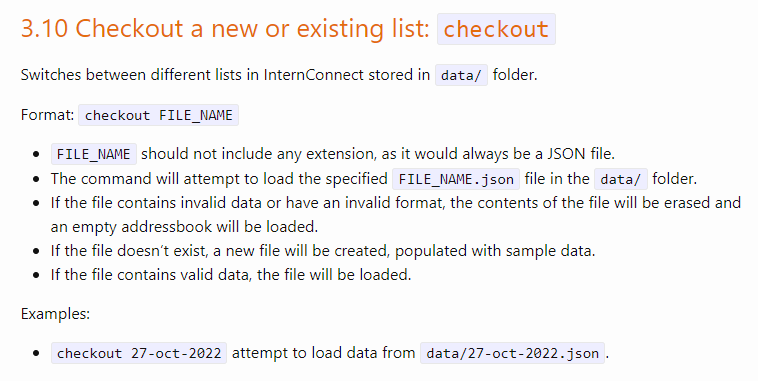 3.10 Checkout a new or existing list: checkout
Switches between different lists in InternConnect stored in data/ folder.
Format: checkout FILE_NAME
• FILE_NAME should not include any extension, as it would always be a JSON file.
• The command will attempt to load the specified FILE_NAME.json file in the data/ folder.
• If the file contains invalid data or have an invalid format, the contents of the file will be erased and
an empty addressbook will be loaded.
• If the file doesn't exist, a new file will be created, populated with sample data.
• If the file contains valid data, the file will be loaded.
Examples:
• checkout 27-oct-2022 attempt to load data from data/27-oct-2022.json.